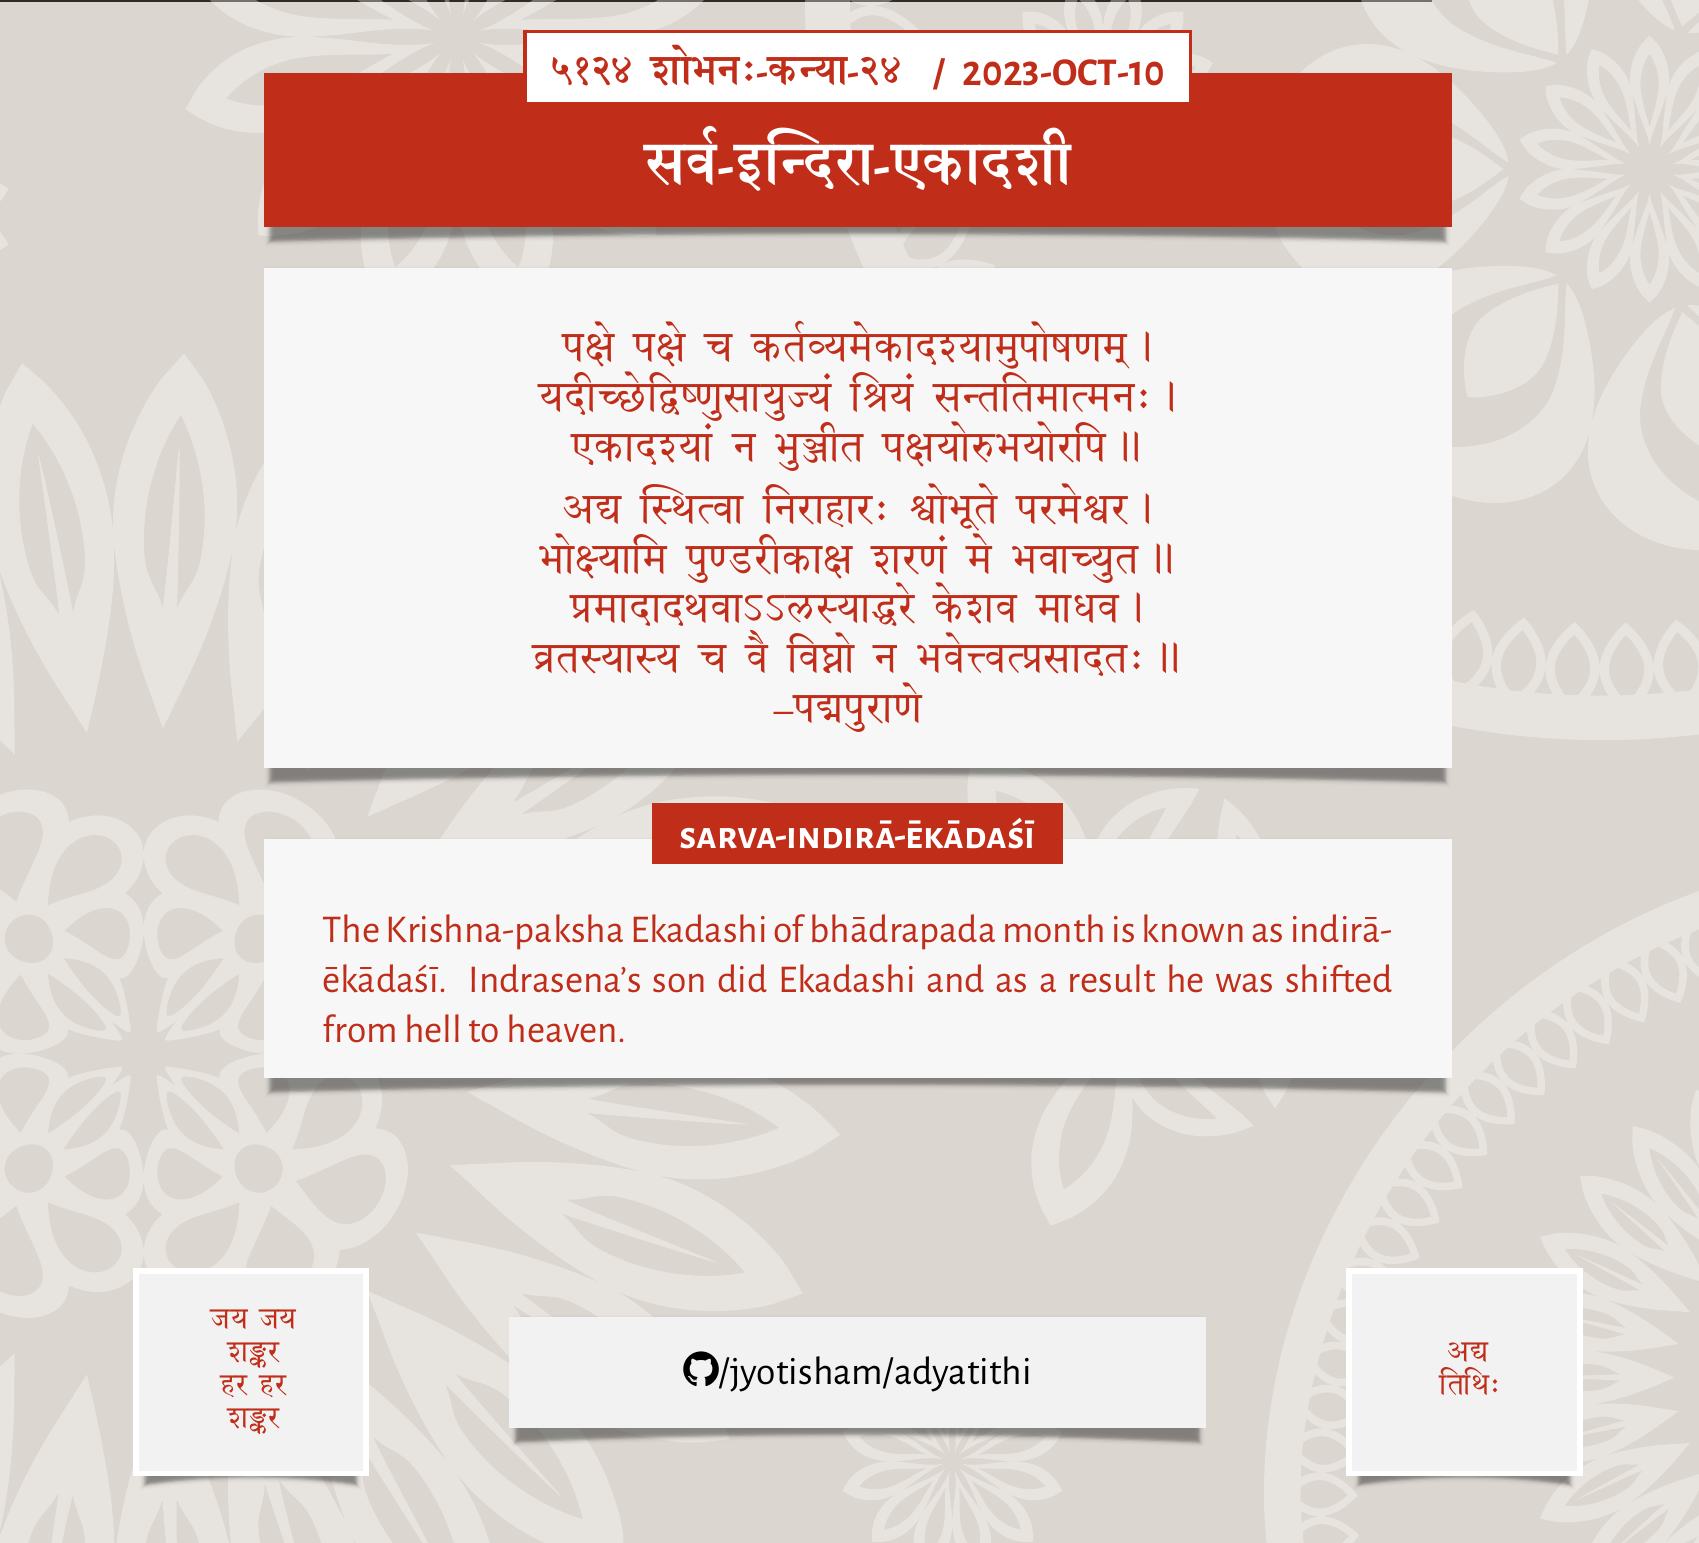 ५१२४ शोभनः-कन्या-२४ / 2023-OCT-10
सर्व-इन्दिरा-एकादशी
पक्षे पक्षे च कर्तव्यमेकादश्यामुपोषणम्।
यदीच्छेद्विष्णुसायुज्यं श्रियं सन्ततिमात्मनः।
एकादश्यां न भुञ्जीत पक्षयोरुभयोरपि॥
अद्य स्थित्वा निराहारः श्वोभूते परमेश्वर।
भोक्ष्यामि पुण्डरीकाक्ष शरणं मे भवाच्युत॥
प्रमादादथवाऽऽलस्याद्धरे केशव माधव।
व्रतस्यास्य च वै विघ्नो न भवेत्त्वत्प्रसादतः॥
–पद्मपुराणे
SARVA-INDIRĀ-ĒKĀDAŚĪ
The Krishna-paksha Ekadashi of bhādrapada month is known as indirā-
ēkādaśī. Indrasena’s son did Ekadashi and as a result he was shifted
from hell to heaven.
जय जय
शङ्कर
हर हर
शङ्कर
/jyotisham/adyatithi
अद्य
तिथिः